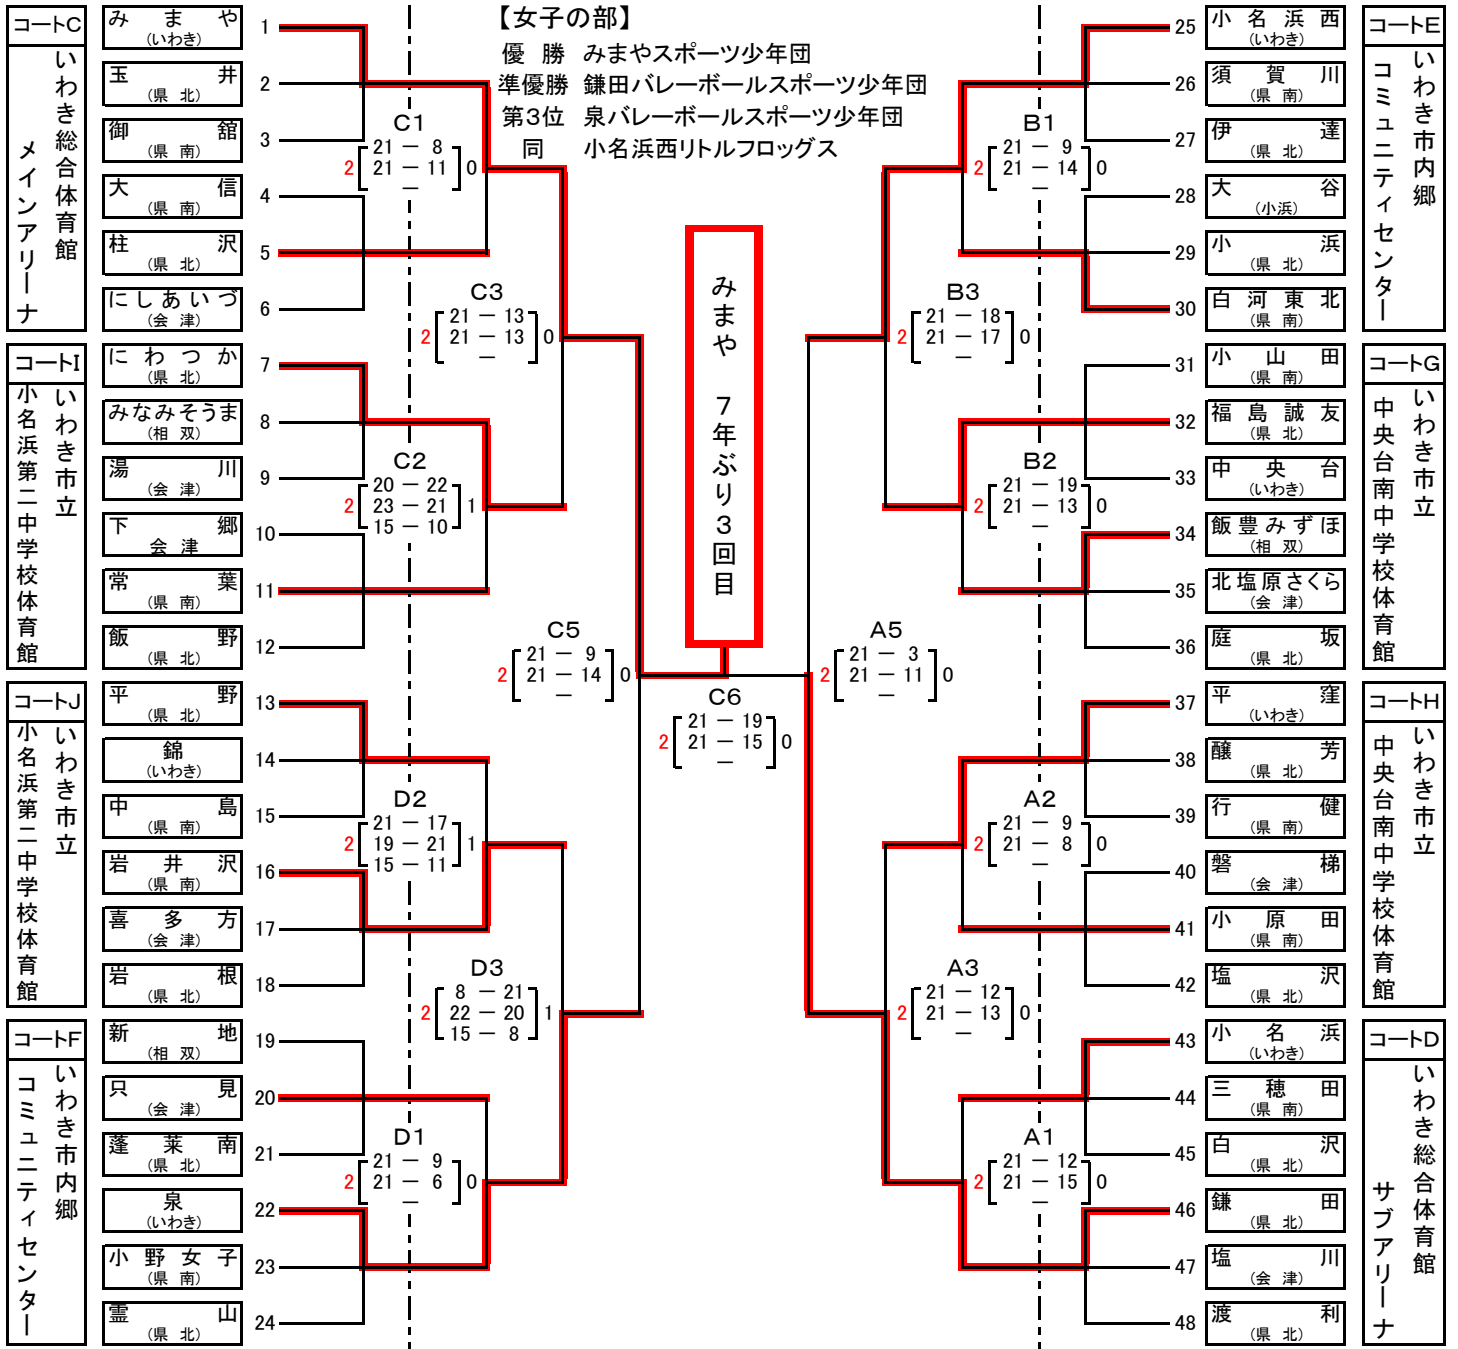 【女子の部】
優 勝 みまやスポーツ少年団
準優勝 鎌田バレーボールスポーツ少年団
第3位 泉バレーボールスポーツ少年団
同 小名浜西リトルフロッグス
コートC
いわき総合体育館
メインアリーナ
みまや
(いわき)
1
玉井
(県 北)
2
御舘
(県 南)
3
大信
(県 南)
4
柱沢
(県 北)
5
にしあいづ
(会 津)
6
コートI
いわき市立
小名浜第二中学校体育館
にわつか
(県 北)
7
みなみそうま
(相 双)
8
湯川
(会 津)
9
下郷
会 津
10
常葉
(県 南)
11
飯野
(県 北)
12
コートJ
いわき市立
小名浜第二中学校体育館
平野
(県 北)
13
錦
(いわき)
14
中島
(県 南)
15
岩井沢
(県 南)
16
喜多方
(会 津)
17
岩根
(県 北)
18
コートF
いわき市内郷
コミュニティセンター
新地
(相 双)
19
只見
(会 津)
20
蓬莱南
(県 北)
21
泉
(いわき)
22
小野女子
(県 南)
23
霊山
(県 北)
24
C1
21 － 8
2 21 － 11 0
－
C3
21 － 13
2 21 － 13 0
－
C2
20 － 22
2 23 － 21 1
15 － 10
C5
21 － 9
2 21 － 14 0
－
D2
21 － 17
2 19 － 21 1
15 － 11
D3
8 － 21
2 22 － 20 1
15 － 8
D1
21 － 9
2 21 － 6 0
－
みまや 7年ぶり3回目
C6
21 － 19
2 21 － 15 0
－
B1
21 － 9
2 21 － 14 0
－
B3
21 － 18
2 21 － 17 0
－
B2
21 － 19
2 21 － 13 0
－
A5
21 － 3
2 21 － 11 0
－
A2
21 － 9
2 21 － 8 0
－
A3
21 － 12
2 21 － 13 0
－
A1
21 － 12
2 21 － 15 0
－
25
小名浜西
(いわき)
26
須賀川
(県 南)
27
伊達
(県 北)
28
大谷
(小浜)
29
小浜
(県 北)
30
白河東北
(県 南)
コートE
いわき市内郷
コミュニティセンター
31
小山田
(県 南)
32
福島誠友
(県 北)
33
中央台
(いわき)
34
飯豊みずほ
(相 双)
35
北塩原さくら
(会 津)
36
庭坂
(県 北)
コートG
いわき市立
中央台南中学校体育館
37
平窪
(いわき)
38
醸芳
(県 北)
39
行健
(県 南)
40
磐梯
(会 津)
41
小原田
(県 南)
42
塩沢
(県 北)
コートH
いわき市立
中央台南中学校体育館
43
小名浜
(いわき)
44
三穂田
(県 南)
45
白沢
(県 北)
46
鎌田
(県 北)
47
塩川
(会 津)
48
渡利
(県 北)
コートD
いわき総合体育館
サブアリーナ